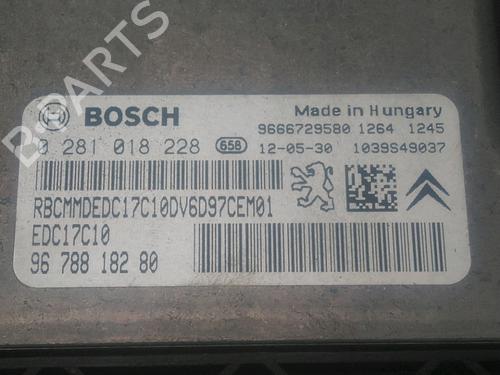 B-PARTS
BOSCH
Made in Hungary
9666729580 1264 1245
0 281 018 228 658 12-05-30 1039S49037
RBCMMDEDC17C10DV6D97CEM01
EDC17C10
96 788 182 80